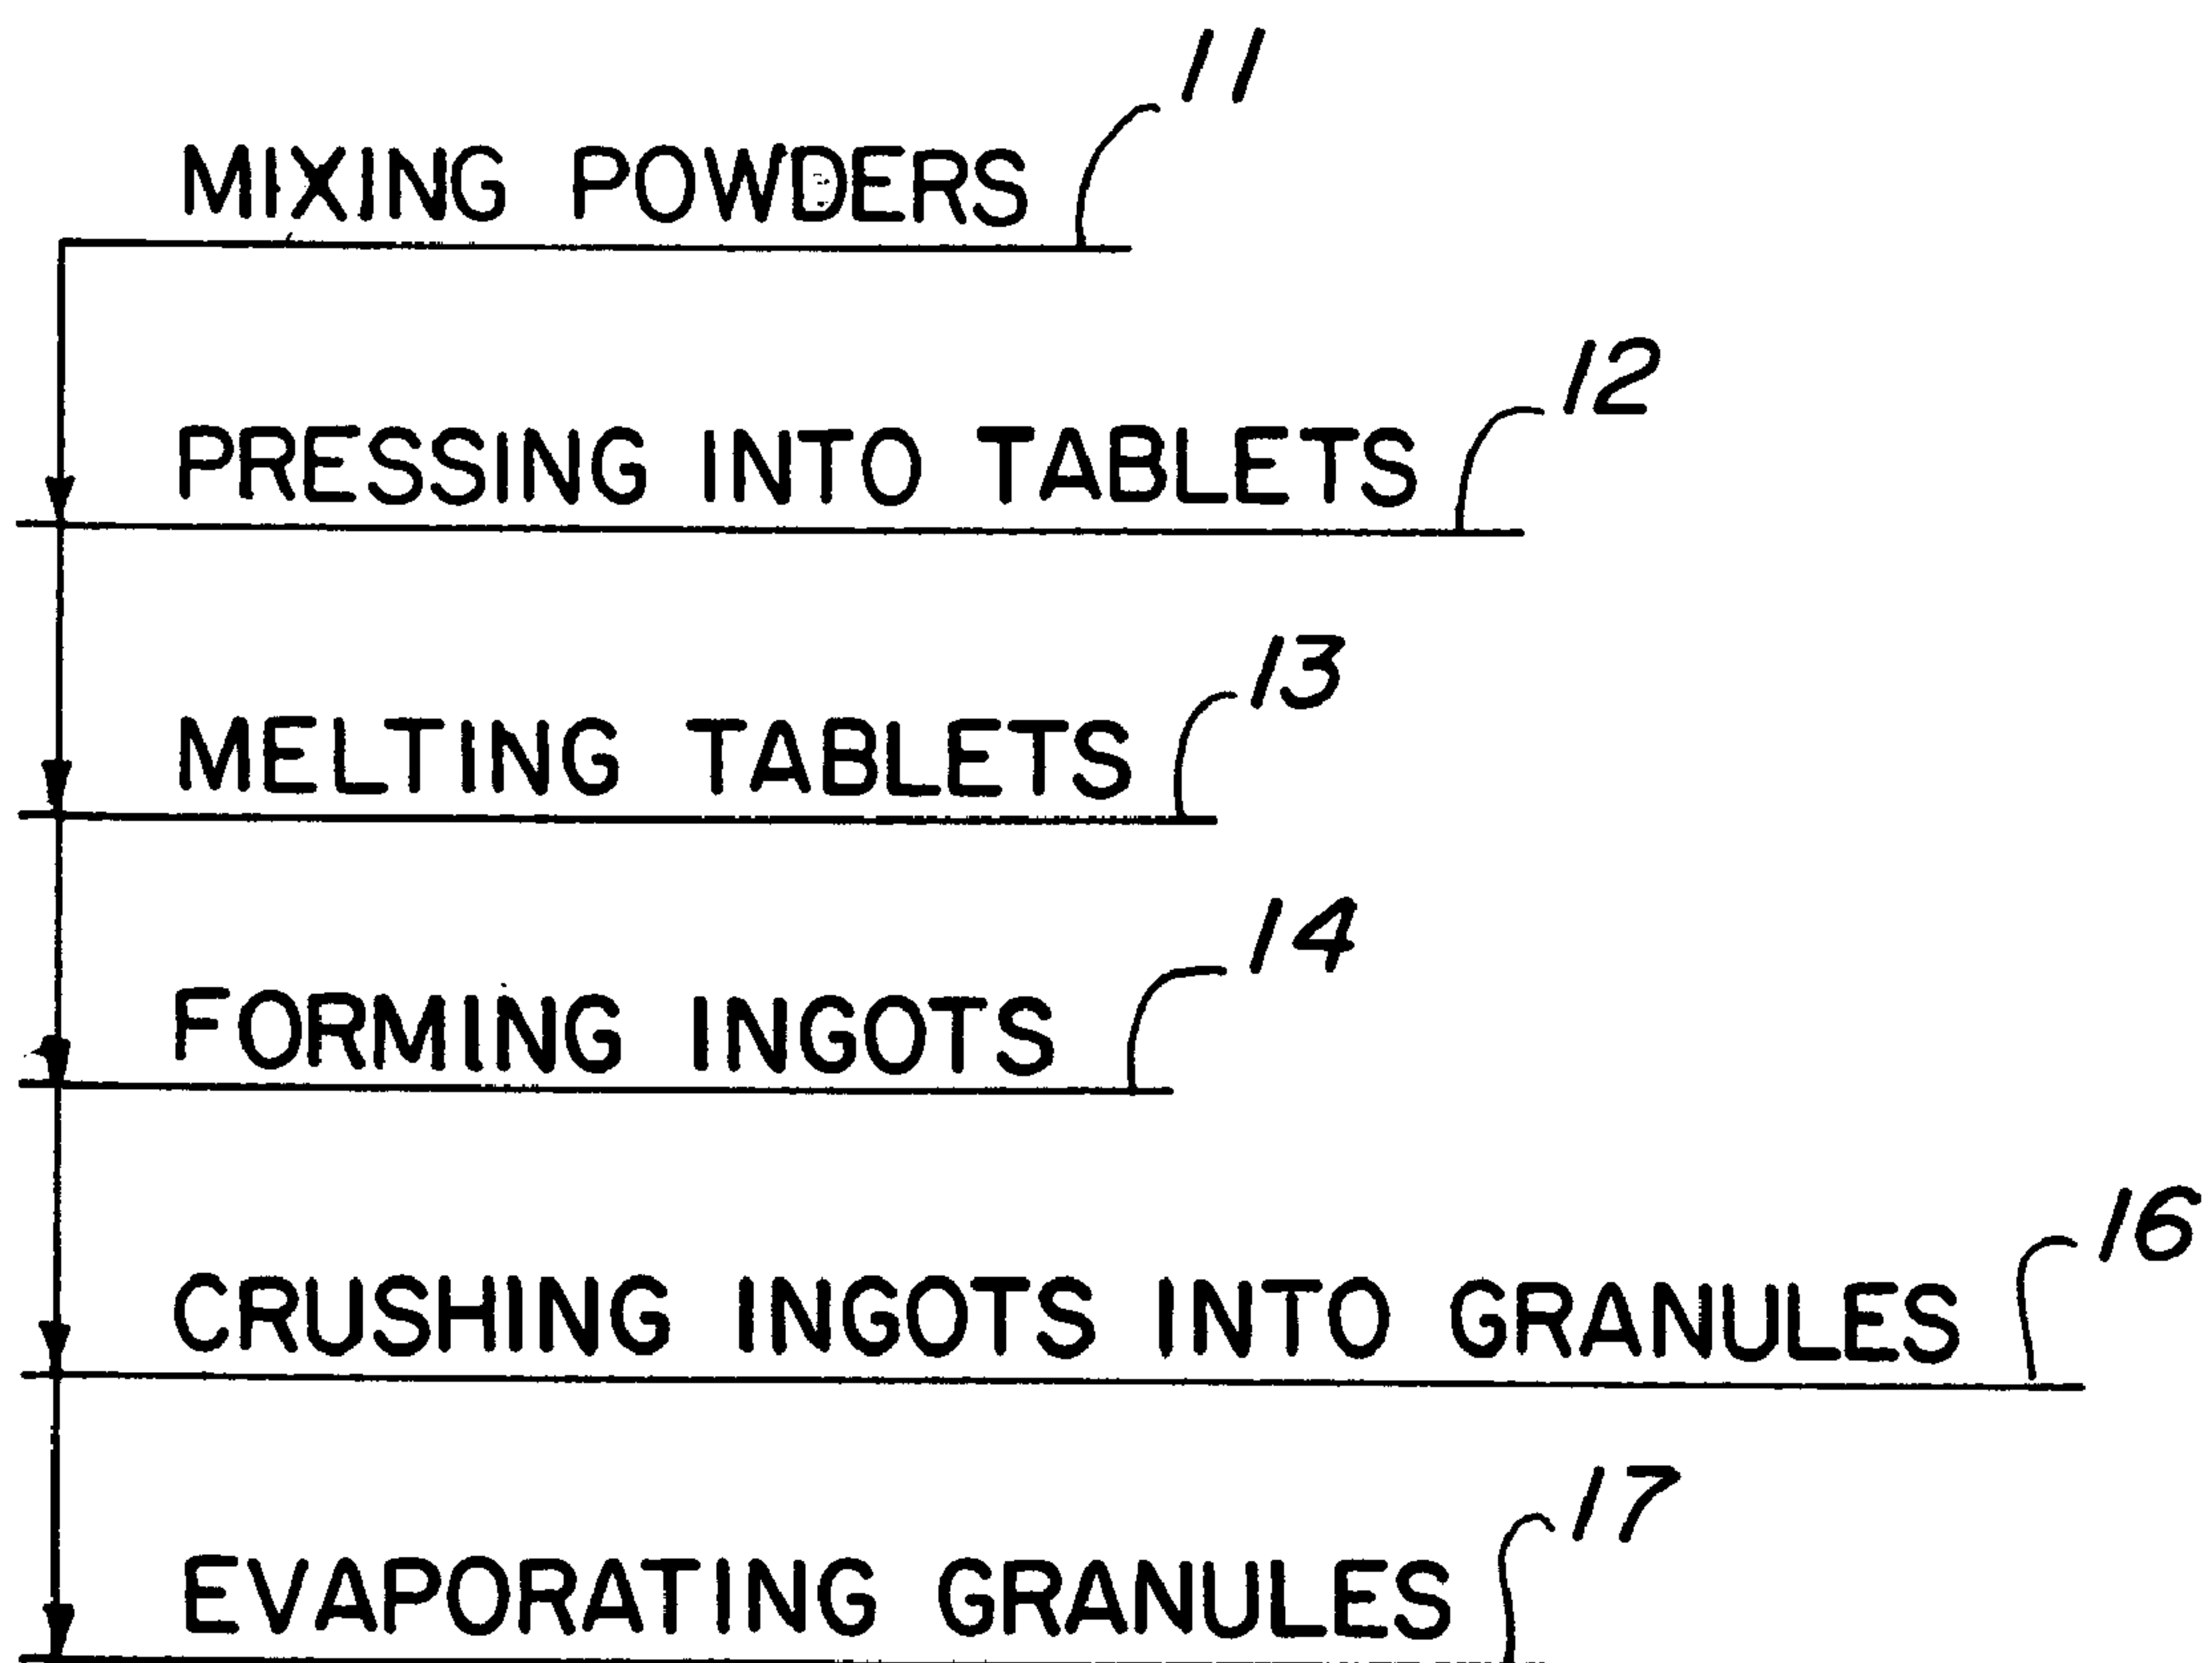 11
MIXING POWDERS
12
PRESSING INTO TABLETS
13
MELTING TABLETS
14
FORMING INGOTS
16
CRUSHING INGOTS INTO GRANULES
17
EVAPORATING GRANULES